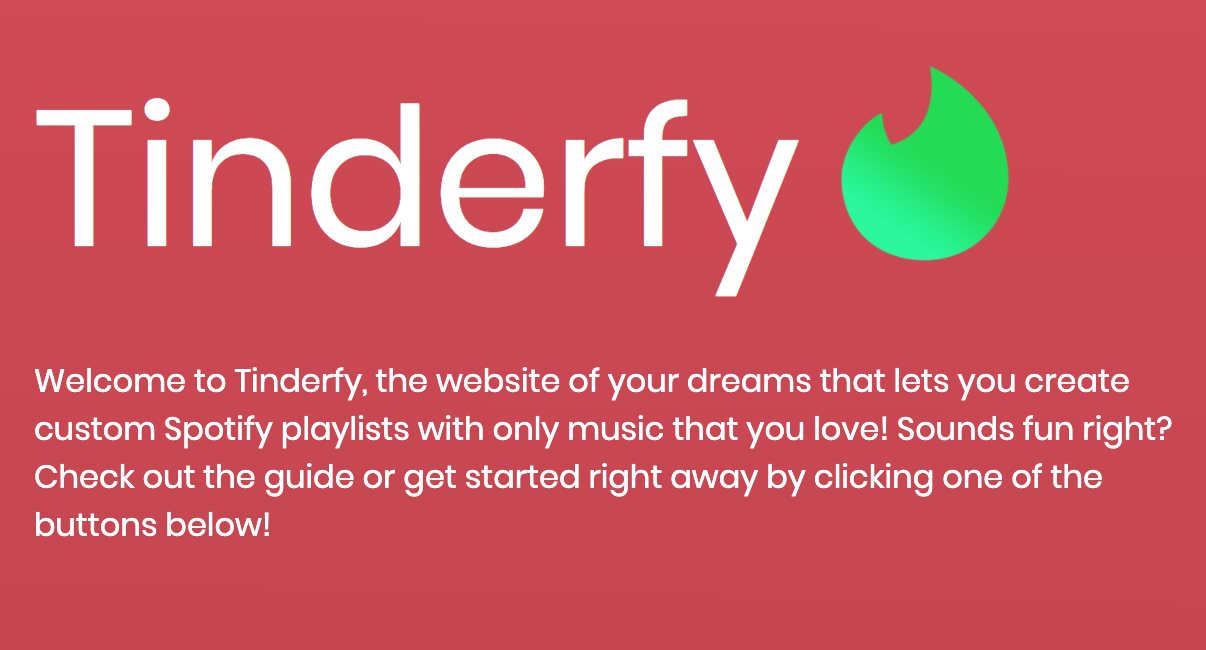 Tinderfy
Welcome to Tinderfy, the website of your dreams that lets you create
custom Spotify playlists with only music that you love! Sounds fun right?
Check out the guide or get started right away by clicking one of the
buttons below!